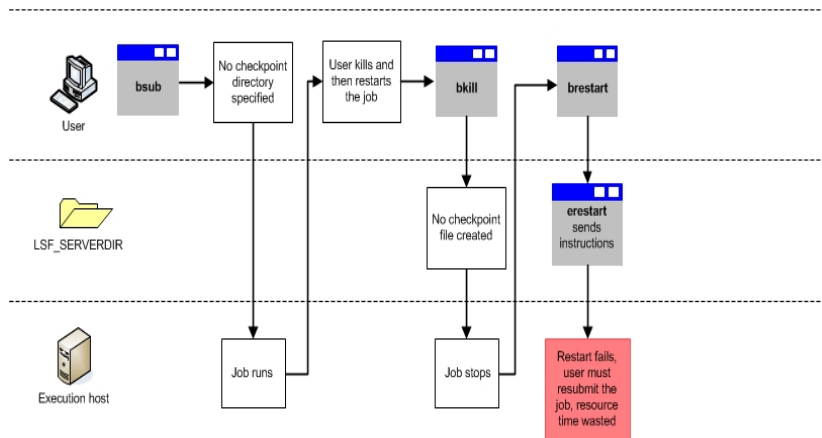 User
bsub
No checkpoint
directory
specified
User kills and
then restarts
the job
bkill
brestart
LSF_SERVERDIR
No checkpoint
file created
erestart
sends
instructions
Execution host
Job runs
Job stops
Restart fails,
user must
resubmit the
job, resource
time wasted